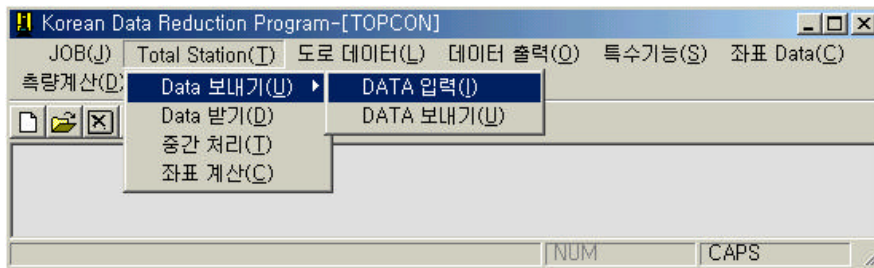 Korean Data Reduction Program-[TOPCON]
JOB(J) Total Station(T) 도로 데이터(L) 데이터 출력(O) 특수기능(S) 좌표 Data(C)
측량계산(D)
Data 보내기(U) DATA 입력(I)
Data 받기(D) DATA 보내기(U)
중간 처리(T)
좌표 계산(C)
NUM CAPS